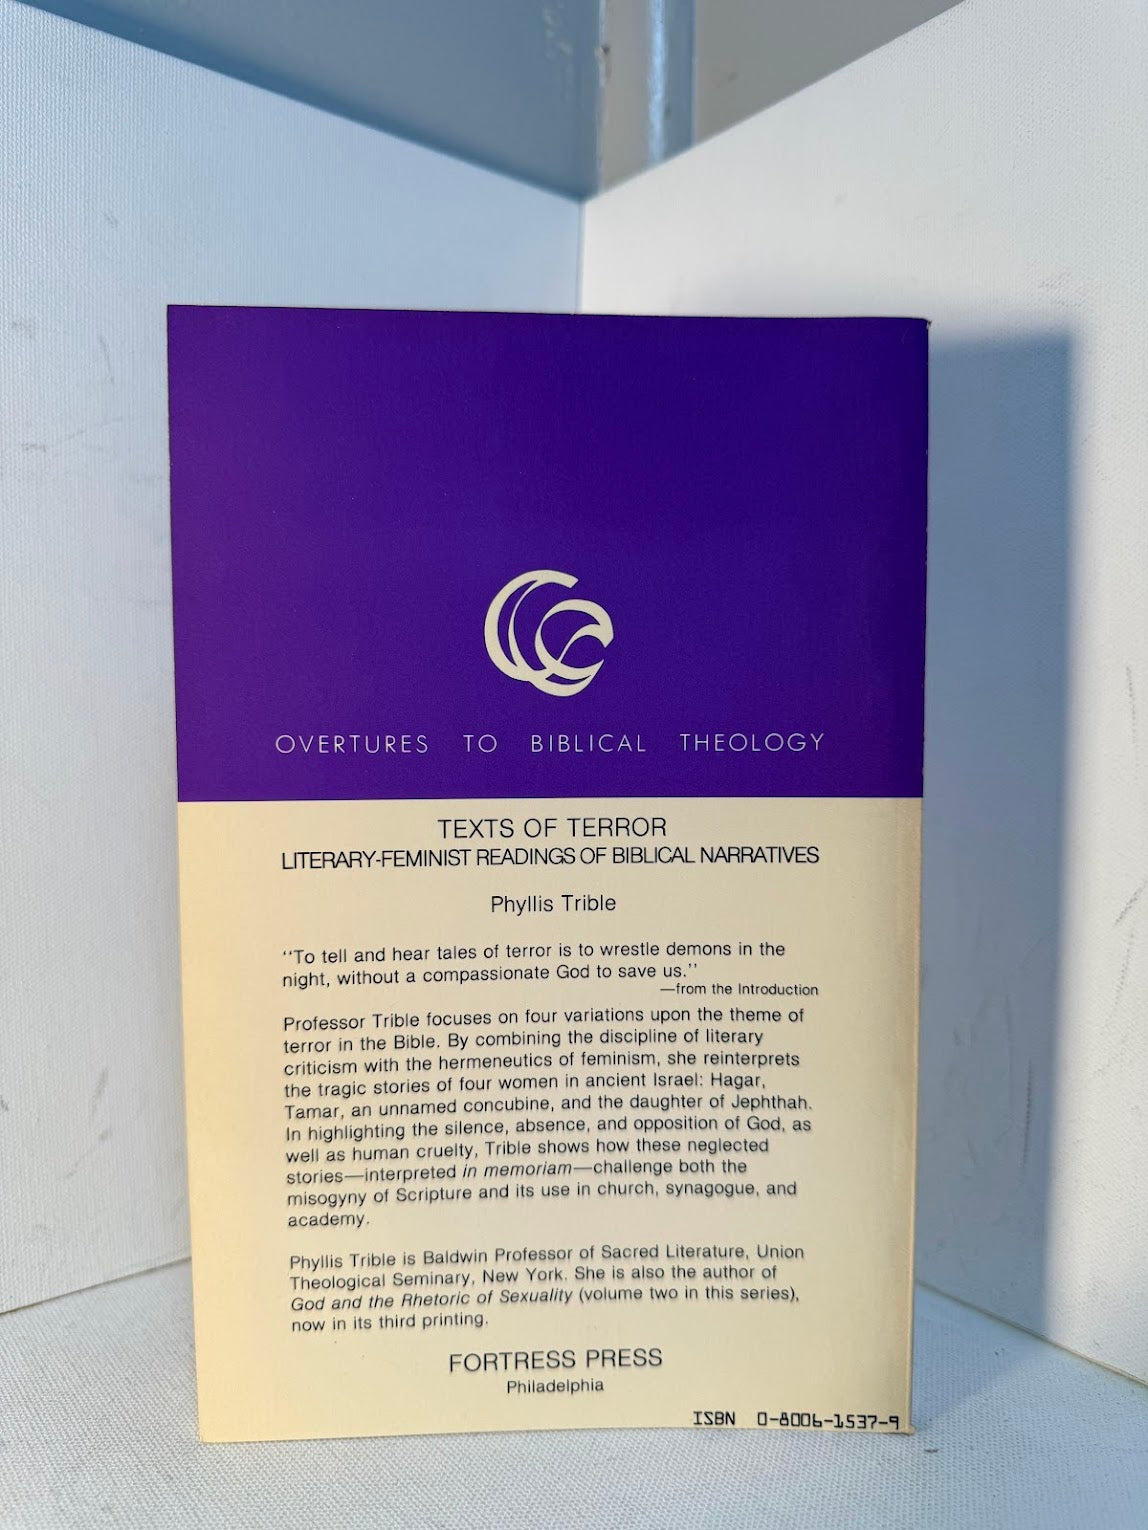 OVERTURES TO BIBLICAL THEOLOGY
TEXTS OF TERROR
LITERARY-FEMINIST READINGS OF BIBLICAL NARRATIVES
Phyllis Trible
‘‘To tell and hear tales of terror is to wrestle demons in the
night, without a compassionate God to save us.’’
—from the Introduction
Professor Trible focuses on four variations upon the theme of
terror in the Bible. By combining the discipline of literary
criticism with the hermeneutics of feminism, she reinterprets
the tragic stories of four women in ancient Israel: Hagar,
Tamar, an unnamed concubine, and the daughter of Jephthah.
In highlighting the silence, absence, and opposition of God, as
well as human cruelty, Trible shows how these neglected
stories—interpreted in memoriam—challenge both the
misogyny of Scripture and its use in church, synagogue, and
academy.
Phyllis Trible is Baldwin Professor of Sacred Literature, Union
Theological Seminary, New York. She is also the author of
God and the Rhetoric of Sexuality (volume two in this series),
now in its third printing.
FORTRESS PRESS
Philadelphia
ISBN 0-8006-1537-9